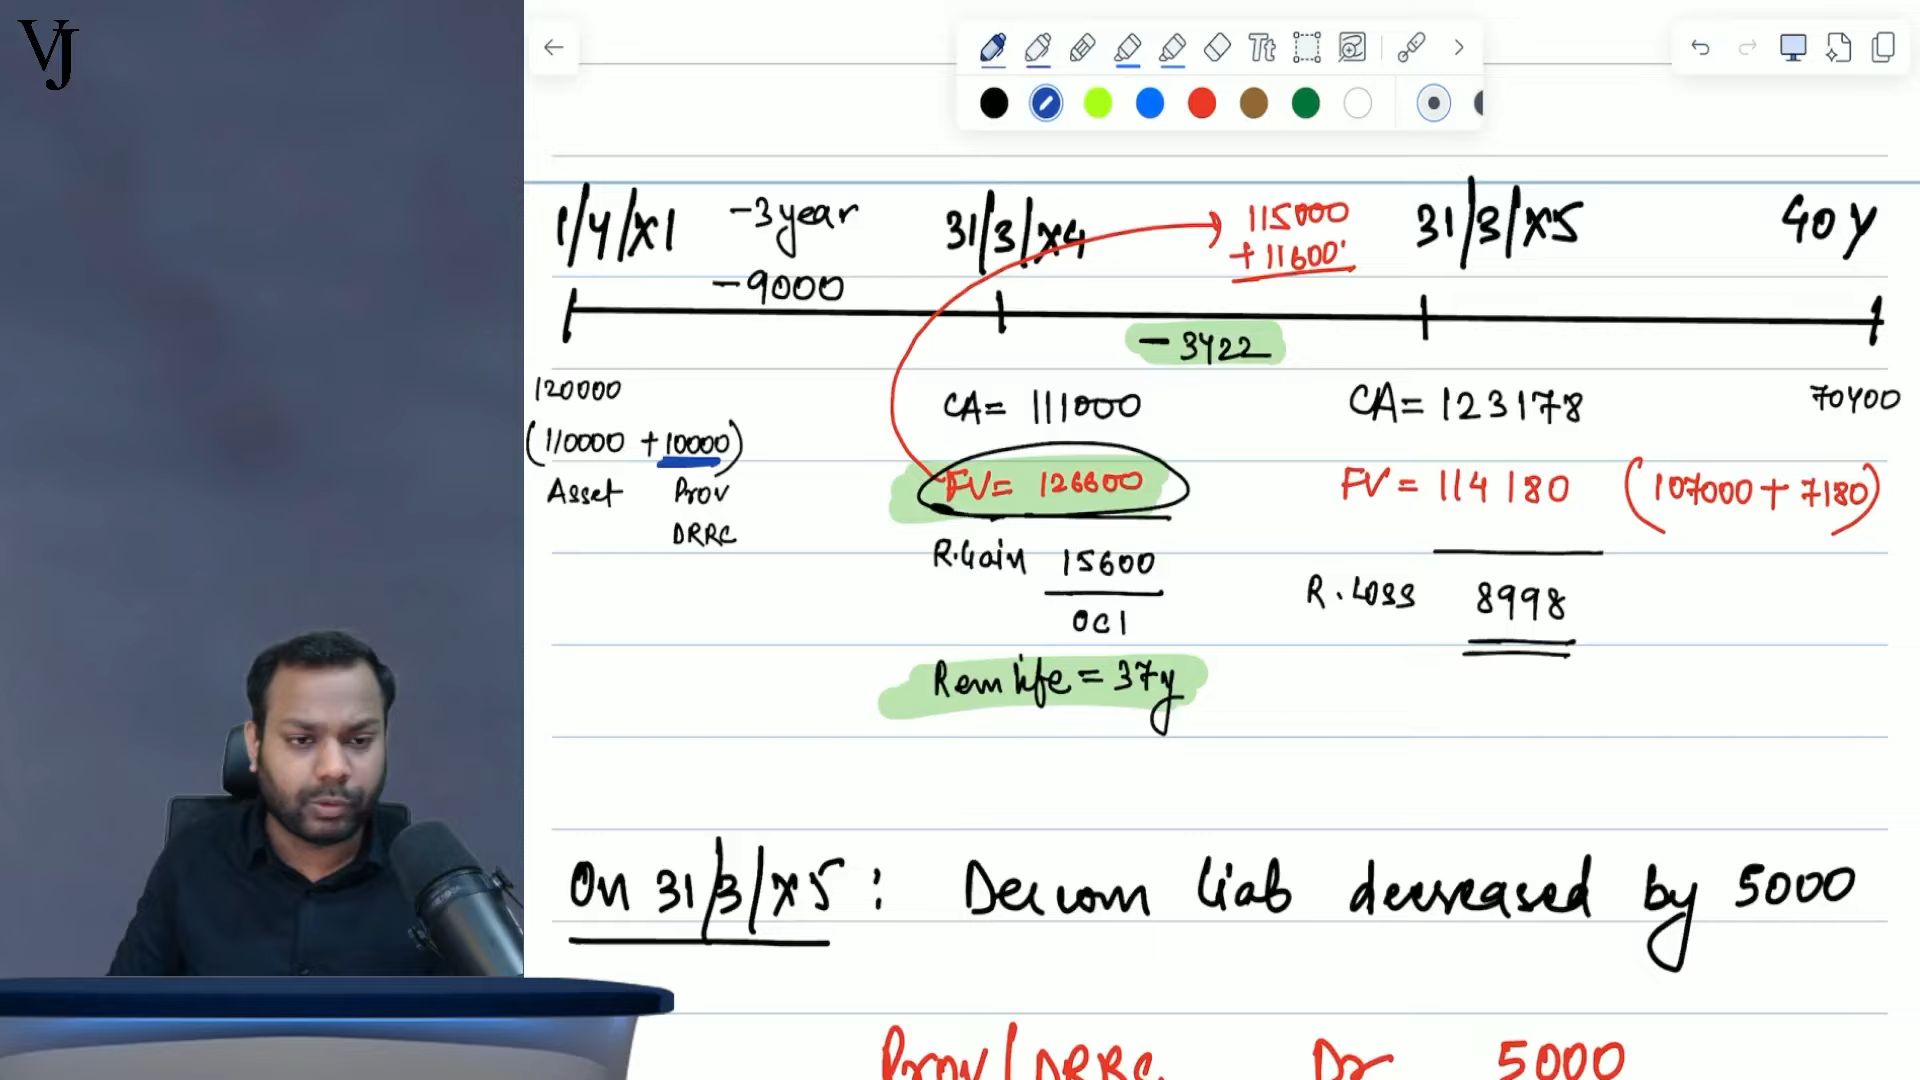 VJ
Tt
1/4/X1 -3year 31/3/X4 115000 31/3/X5 40 Y
-9000 +11600
-3422
120000 CA= 111000 CA= 123178 70400
(110000 + 10000) FV= 126600 FV= 114180 (107000 + 7180)
Asset Prov
DRRC R.Gain 15600 R.Loss 8998
OCI
Rem life = 37y
On 31/3/X5: Decom liab decreased by 5000
Prov/DRRC Dr 5000